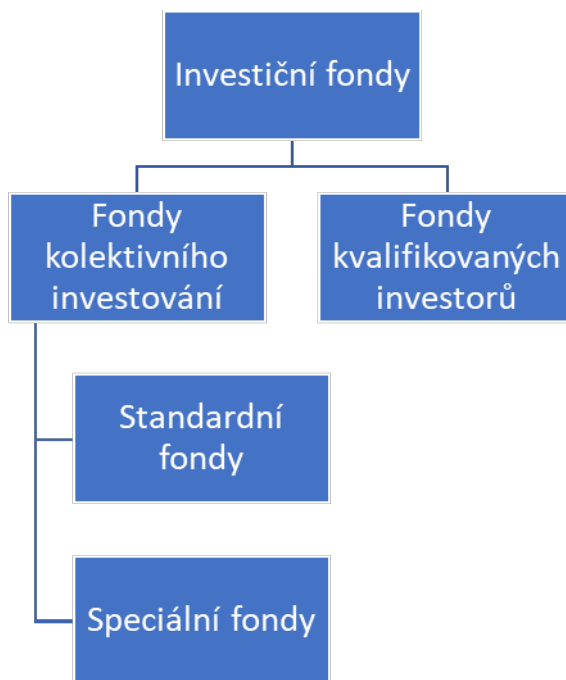 Investiční fondy
Fondy
kolektivního
investování
Fondy
kvalifikovaných
investorů
Standardní
fondy
Speciální fondy